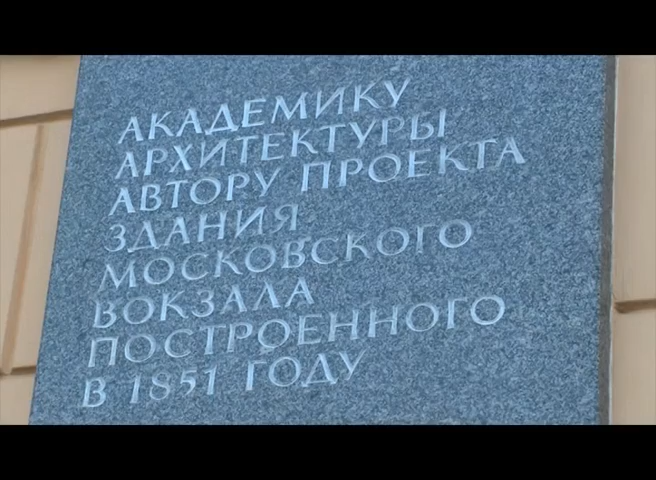 АКАДЕМИКУ
АРХИТЕКТУРЫ
АВТОРУ ПРОЕКТА
ЗДАНИЯ
МОСКОВСКОГО
ВОКЗАЛА
ПОСТРОЕННОГО
В 1851 ГОДУ